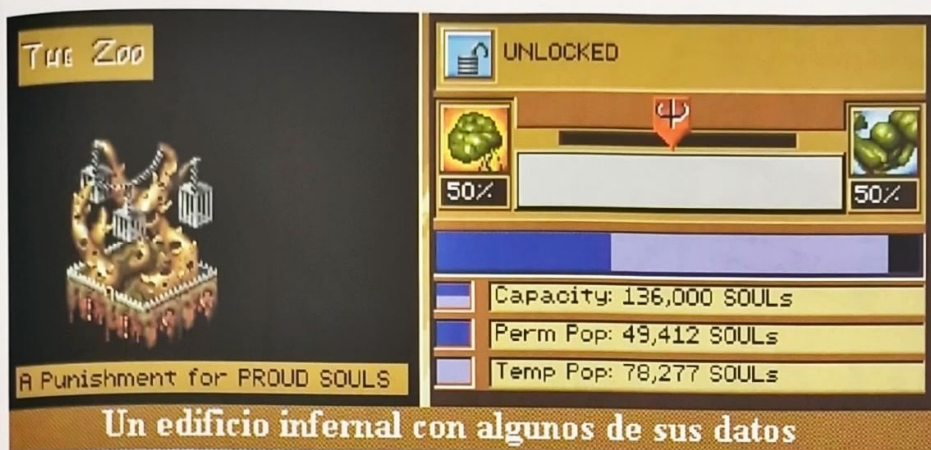 The Zoo
UNLOCKED
50%
50%
Capacity: 136,000 SOULs
Perm Pop: 49,412 SOULs
Temp Pop: 78,277 SOULs
A Punishment for PROUD SOULS
Un edificio infernal con algunos de sus datos